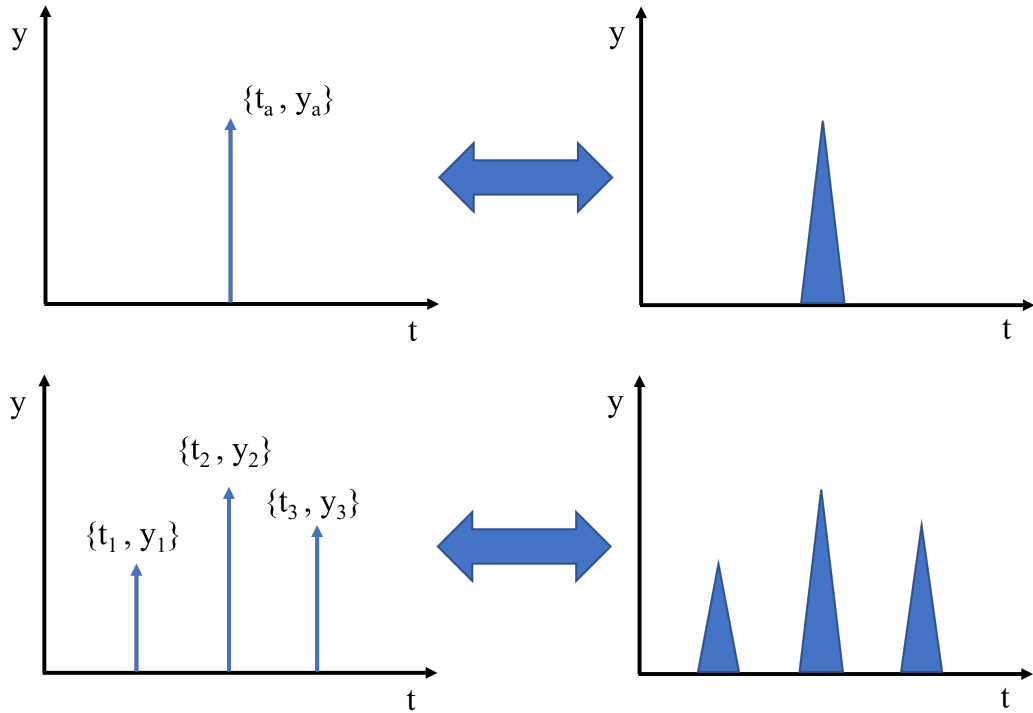 y
{tₐ , yₐ}
t
y
t
y
{t₁ , y₁}
{t₂ , y₂}
{t₃ , y₃}
t
y
t